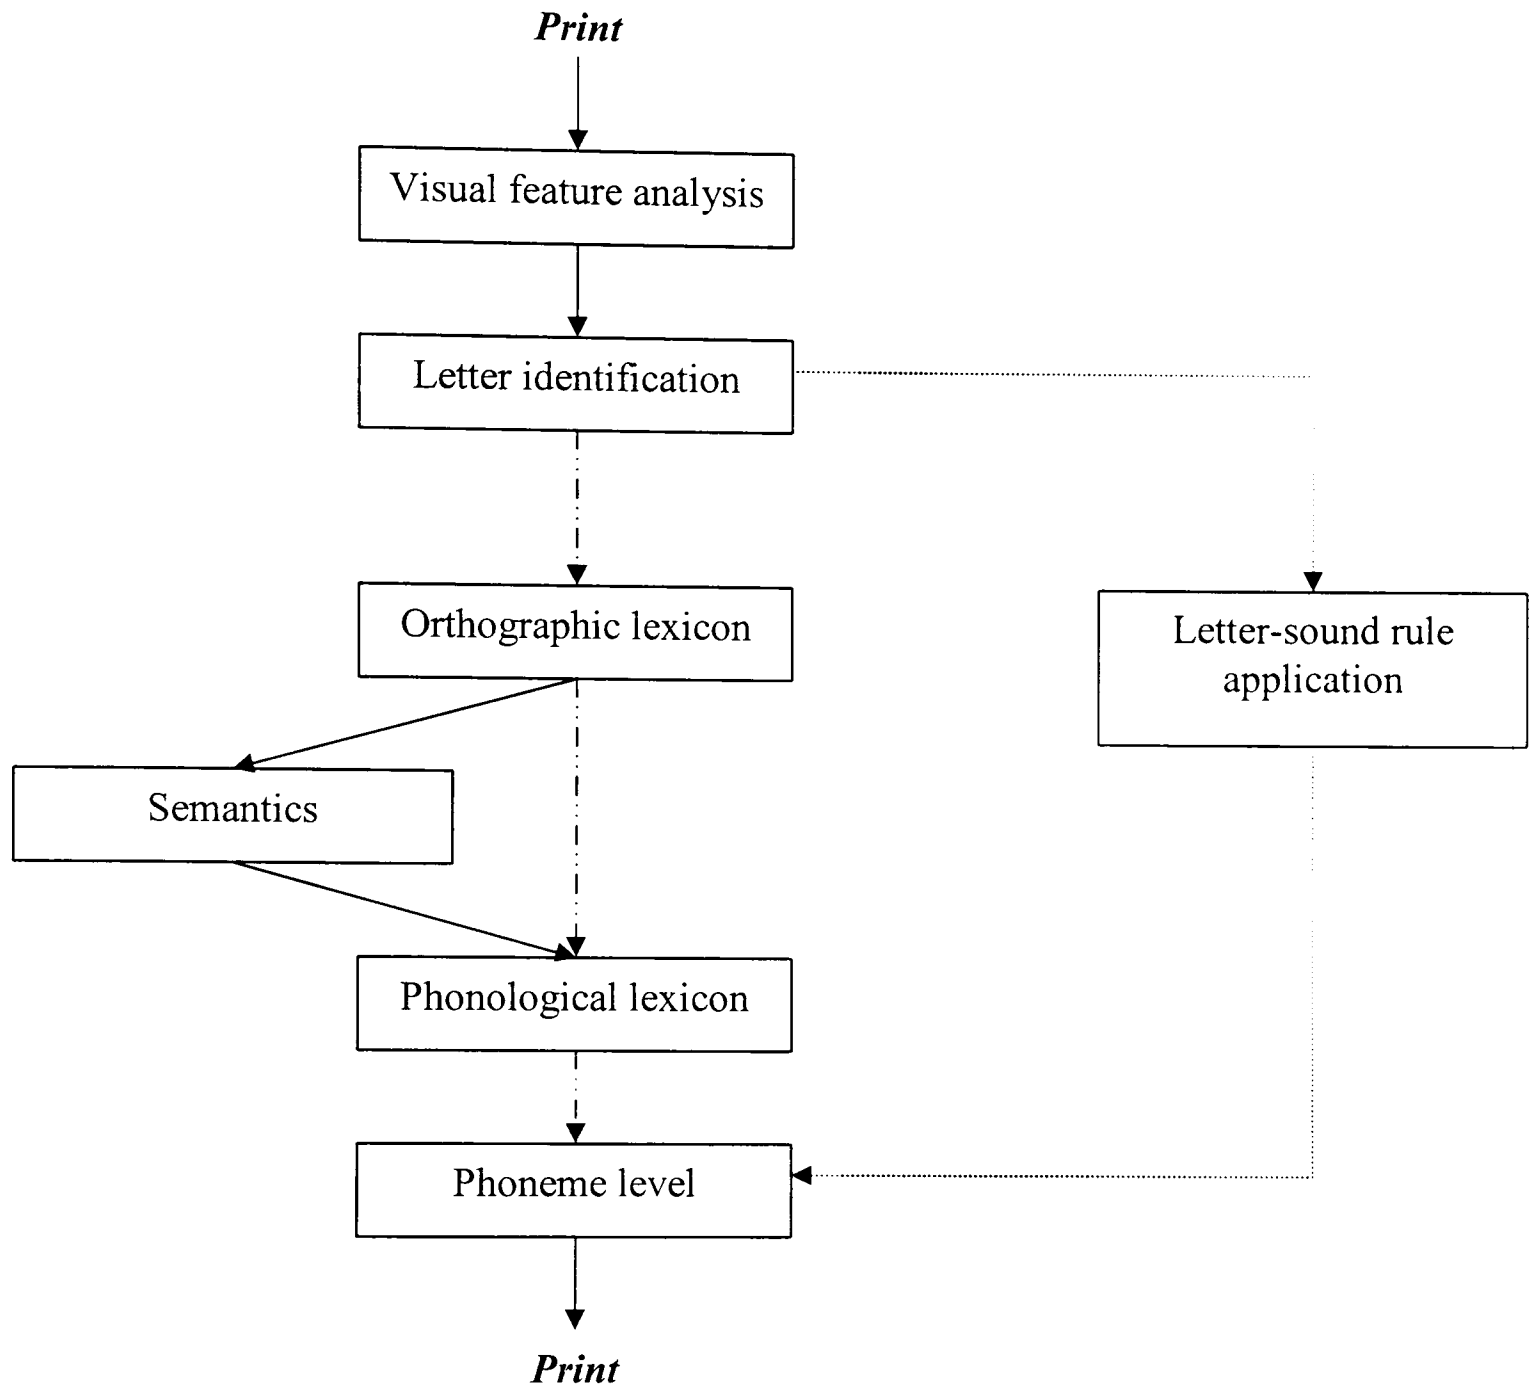 Print
Visual feature analysis
Letter identification
Orthographic lexicon
Letter-sound rule
application
Semantics
Phonological lexicon
Phoneme level
Print